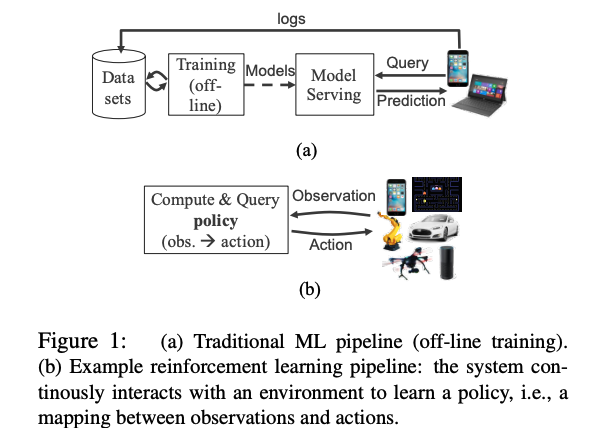 logs
Data
sets
Training
(off-
line)
Models
Model
Serving
Query
Prediction
(a)
Compute & Query
policy
(obs. → action)
Observation
Action
(b)
Figure 1: (a) Traditional ML pipeline (off-line training).
(b) Example reinforcement learning pipeline: the system con-
tinously interacts with an environment to learn a policy, i.e., a
mapping between observations and actions.